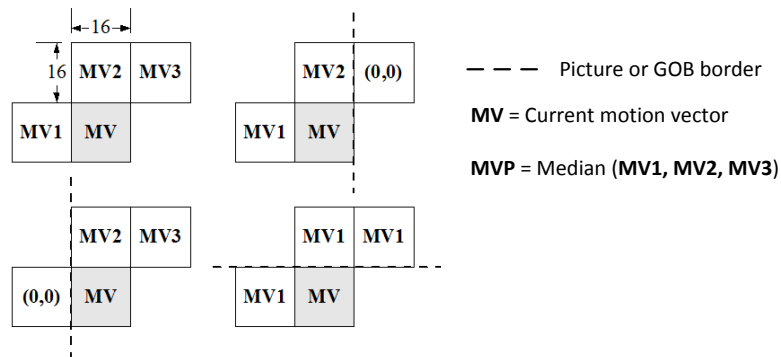 16
16 MV2 MV3
MV1 MV
MV2 (0,0)
MV1 MV
MV2 MV3
(0,0) MV
MV1 MV1
MV1 MV
Picture or GOB border
MV = Current motion vector
MVP = Median (MV1, MV2, MV3)